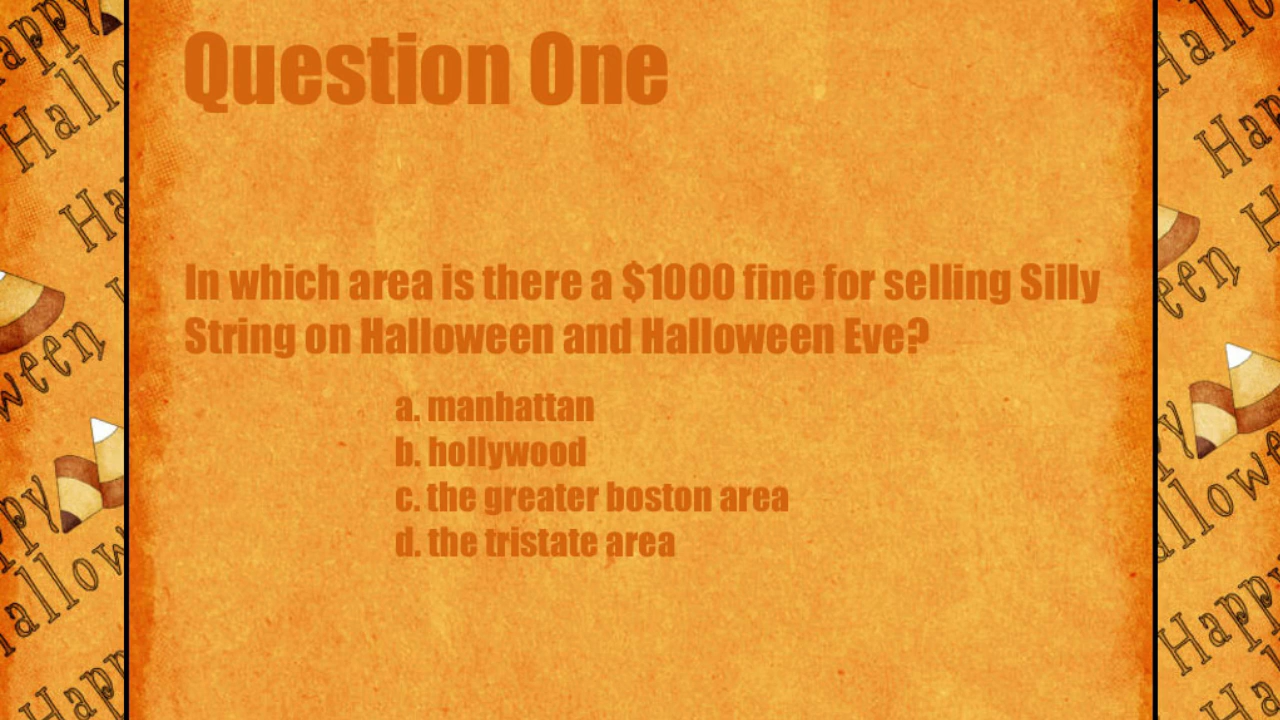 Question One
In which area is there a $1000 fine for selling Silly
String on Halloween and Halloween Eve?
a. manhattan
b. hollywood
c. the greater boston area
d. the tristate area